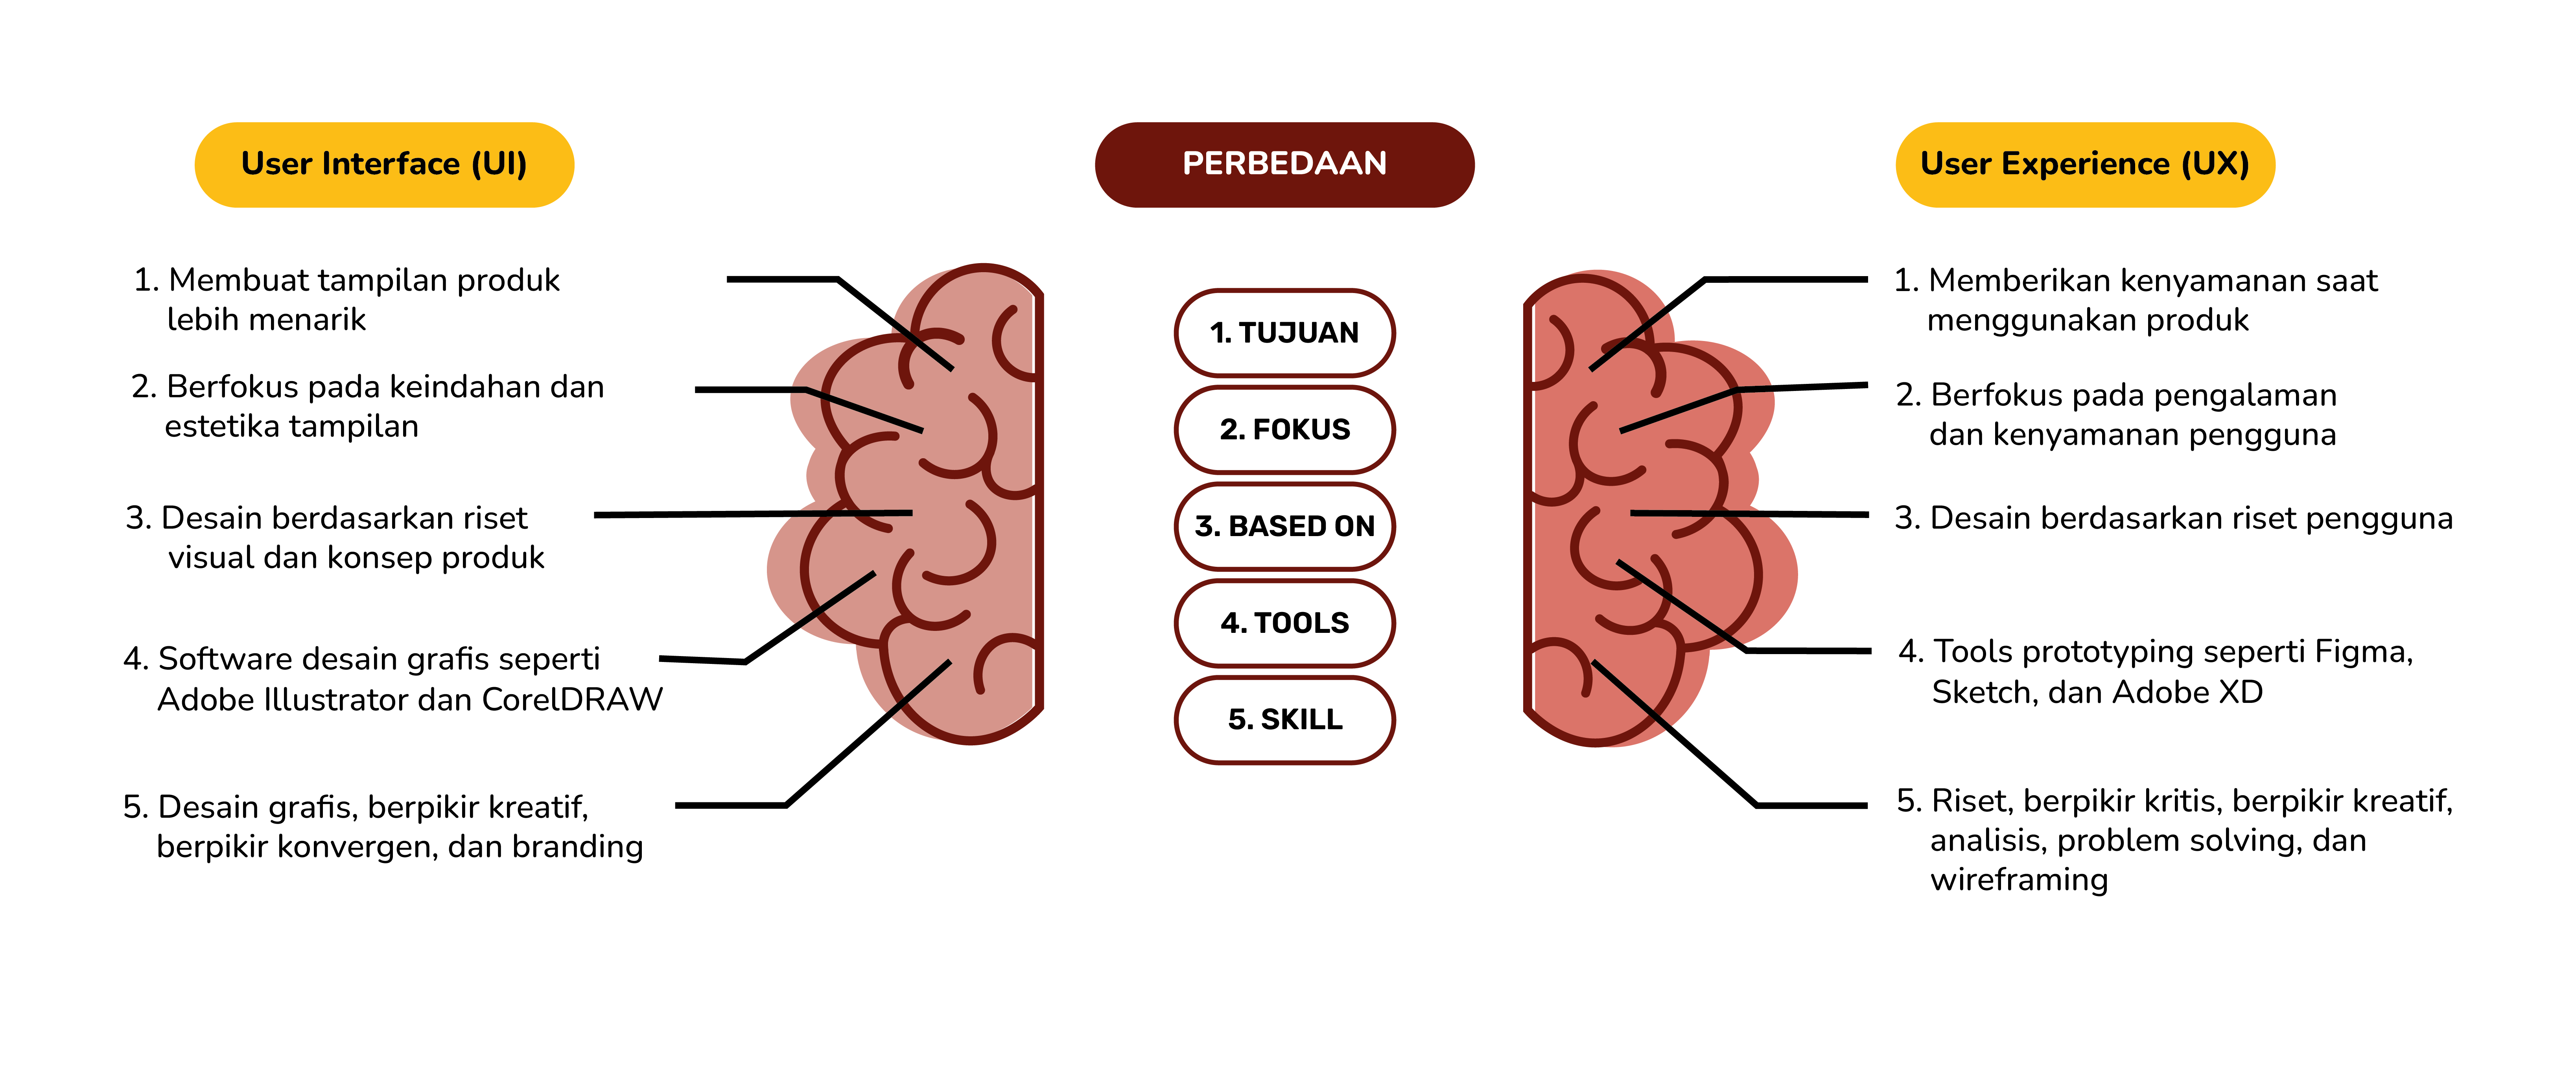 User Interface (UI)
1. Membuat tampilan produk
lebih menarik
2. Berfokus pada keindahan dan
estetika tampilan
3. Desain berdasarkan riset
visual dan konsep produk
4. Software desain grafis seperti
Adobe Illustrator dan CorelDRAW
5. Desain grafis, berpikir kreatif,
berpikir konvergen, dan branding
PERBEDAAN
1. TUJUAN
2. FOKUS
3. BASED ON
4. TOOLS
5. SKILL
User Experience (UX)
1. Memberikan kenyamanan saat
menggunakan produk
2. Berfokus pada pengalaman
dan kenyamanan pengguna
3. Desain berdasarkan riset pengguna
4. Tools prototyping seperti Figma,
Sketch, dan Adobe XD
5. Riset, berpikir kritis, berpikir kreatif,
analisis, problem solving, dan
wireframing